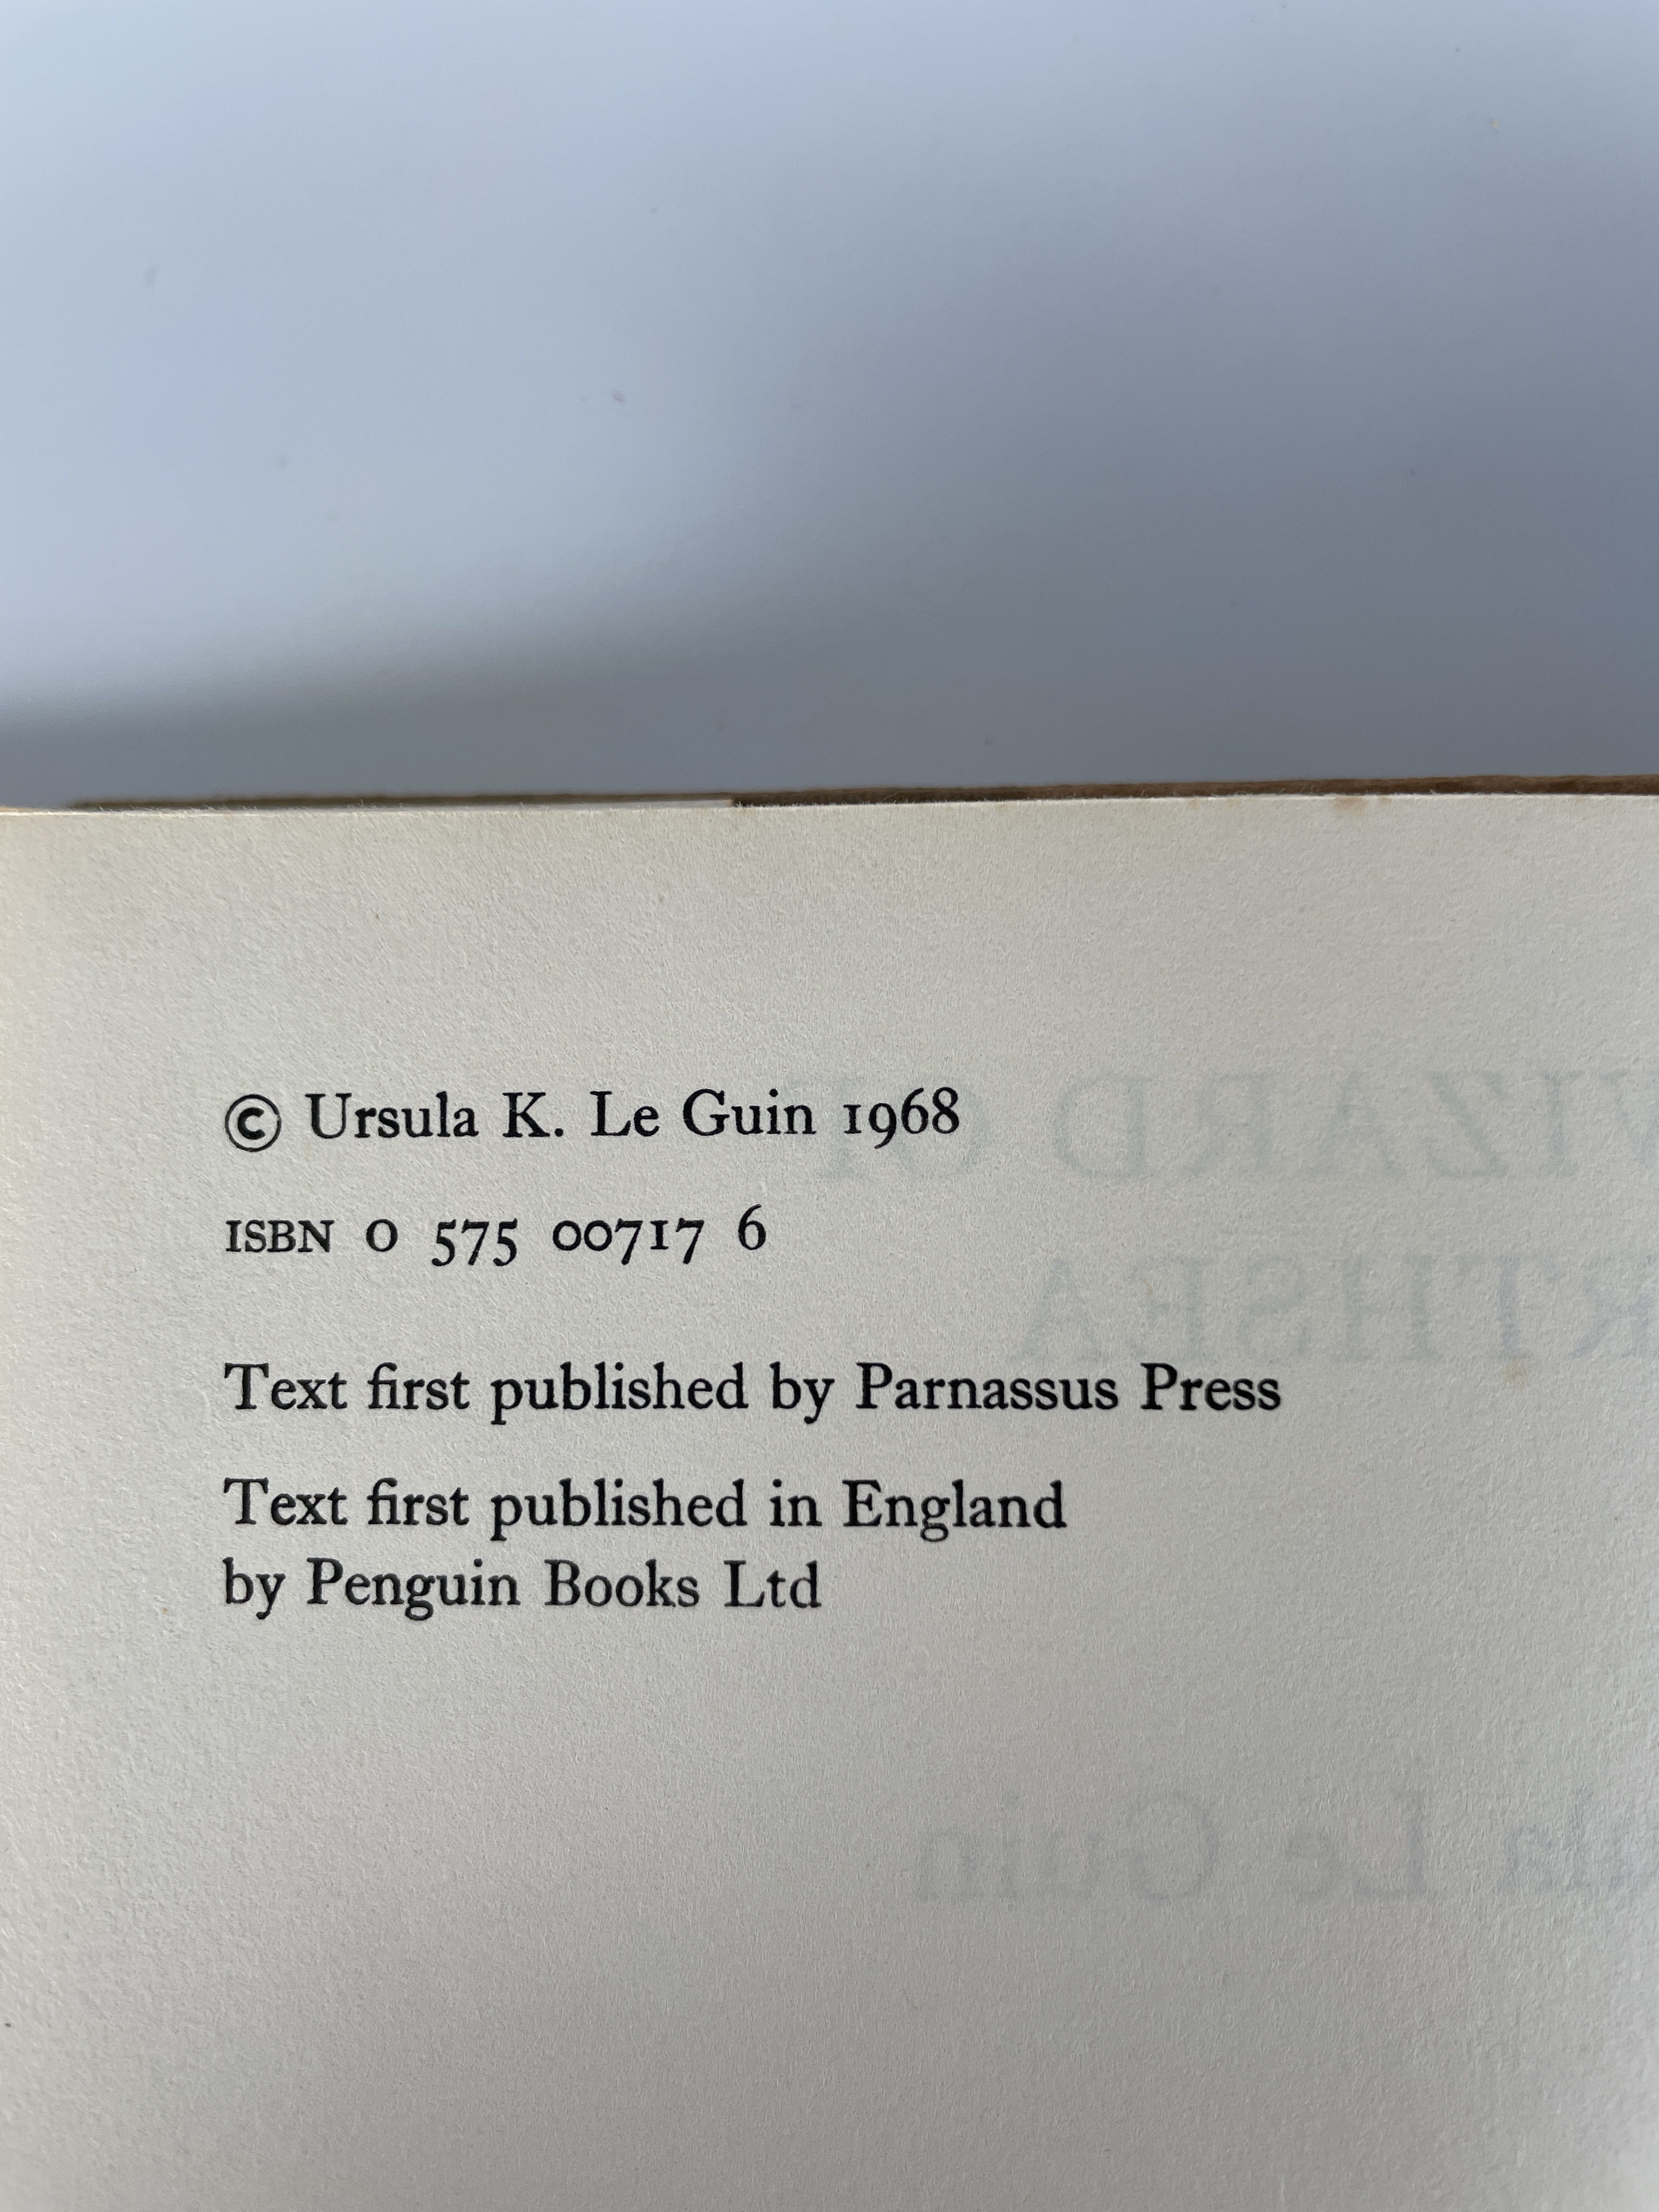 © Ursula K. Le Guin 1968
ISBN 0 575 00717 6
Text first published by Parnassus Press
Text first published in England
by Penguin Books Ltd